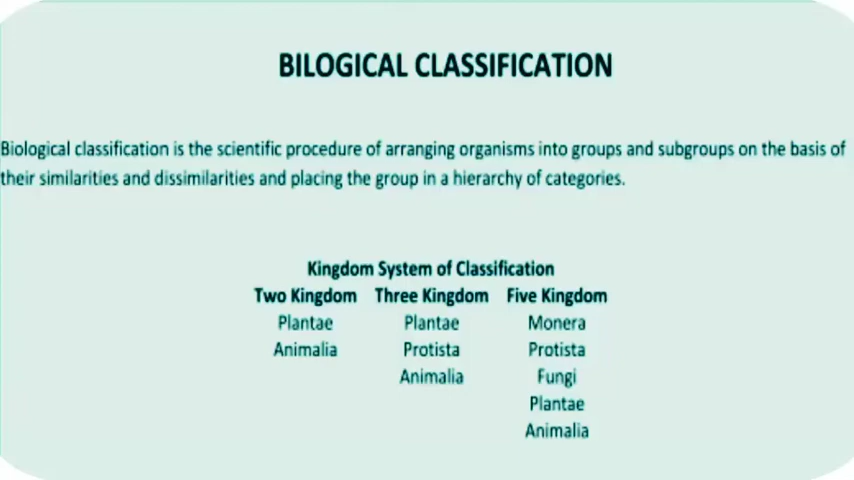 BILOGICAL CLASSIFICATION
Biological classification is the scientific procedure of arranging organisms into groups and subgroups on the basis of
their similarities and dissimilarities and placing the group in a hierarchy of categories.
Kingdom System of Classification
Two Kingdom Three Kingdom Five Kingdom
Plantae Plantae Monera
Animalia Protista Protista
Animalia Fungi
Plantae
Animalia